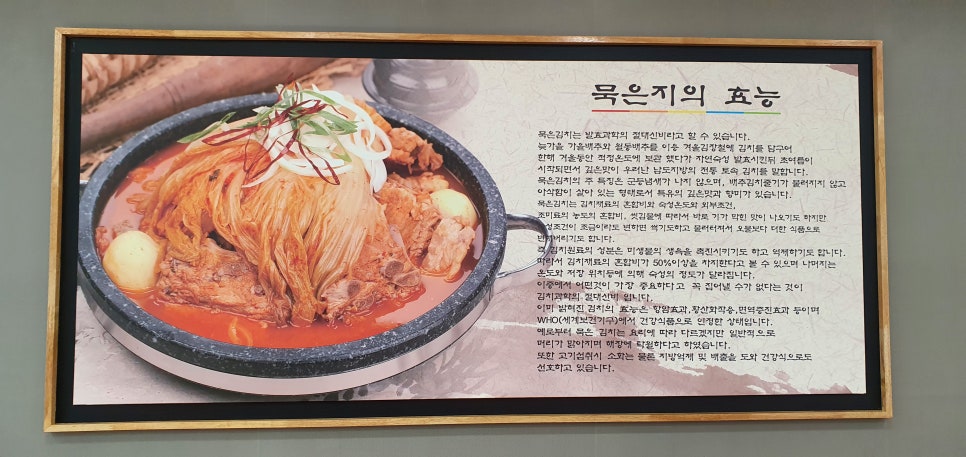 묵은지의 효능
묵은김치는 발효과학의 절대신비라고 할 수 있습니다.
늦가을 가을배추와 월동배추를 이용 겨울김장철에 김치를 담구어
한해 겨울동안 적정온도에 보관 했다가 자연숙성 발효시킨뒤 초여름이
시작되면서 깊은맛이 우러난 남도지방의 전통 토속 김치를 말합니다.
묵은김치의 주 특징은 군등냄새가 나지 않으며, 배추김치줄기가 물러지지 않고
아삭함이 살아 있는 형태로서 특유의 깊은맛과 향미가 있습니다.
묵은김치는 김치재료의 혼합비와 숙성온도와 외부조건,
조미료의 농도의 혼합비, 젓갈물에 따라서 바로 기가 막힌 맛이 나오기도 하지만
성조건이 조금이라도 변하면 썩기도하고 물러터져서 오물보다 더한 식품으로
변해버리기도 합니다.
즉 김치원료의 성분은 미생물의 생육을 촉진시키기도 하고 억제하기도 합니다.
따라서 김치재료의 혼합비가 50%이상을 차지한다고 볼 수 있으며 나머지는
온도와 저장 위치등에 의해 숙성의 정도가 달라집니다.
이중에서 어떤것이 가장 중요하다고 꼭 집어낼 수가 없다는 것이
김치과학의 절대신비 입니다.
이미 밝혀진 김치의 효능은 항암효과,항산화작용,면역증진효과 등이며
WHO(세계보건기구)에서 건강식품으로 인정한 상태입니다.
예로부터 묵은 김치는 요리에 따라 다르겠지만 일반적으로
머리가 맑아지며 해장에 탁월하다고 하였습니다.
또한 고기섭취시 소화는 물론 지방억제 및 배출을 도와 건강식으로도
선호하고 있습니다.